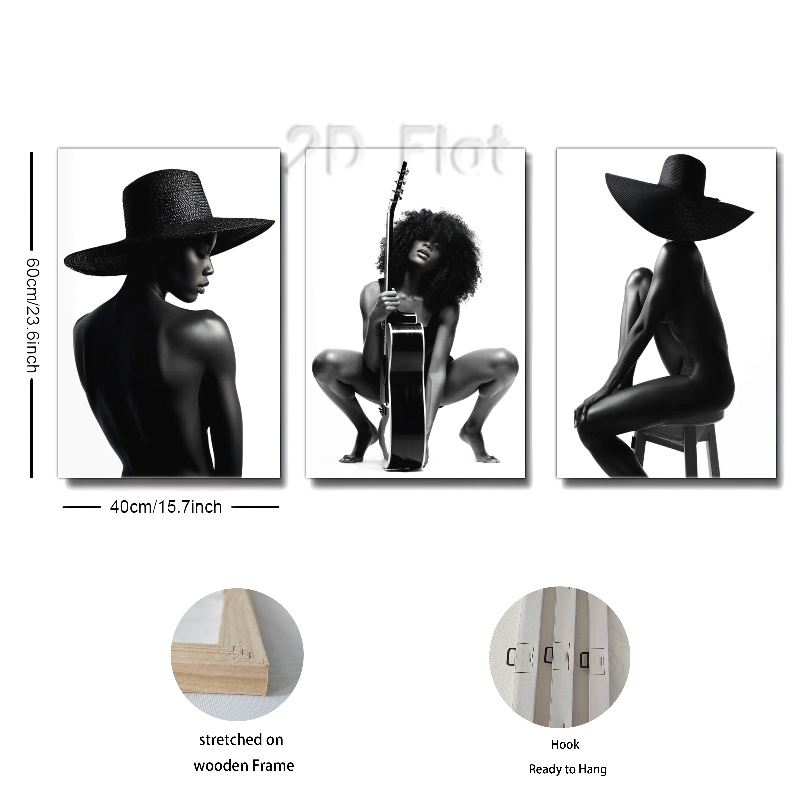 2D Flat
60cm/23.6inch
40cm/15.7inch
stretched on
wooden Frame
Hook
Ready to Hang